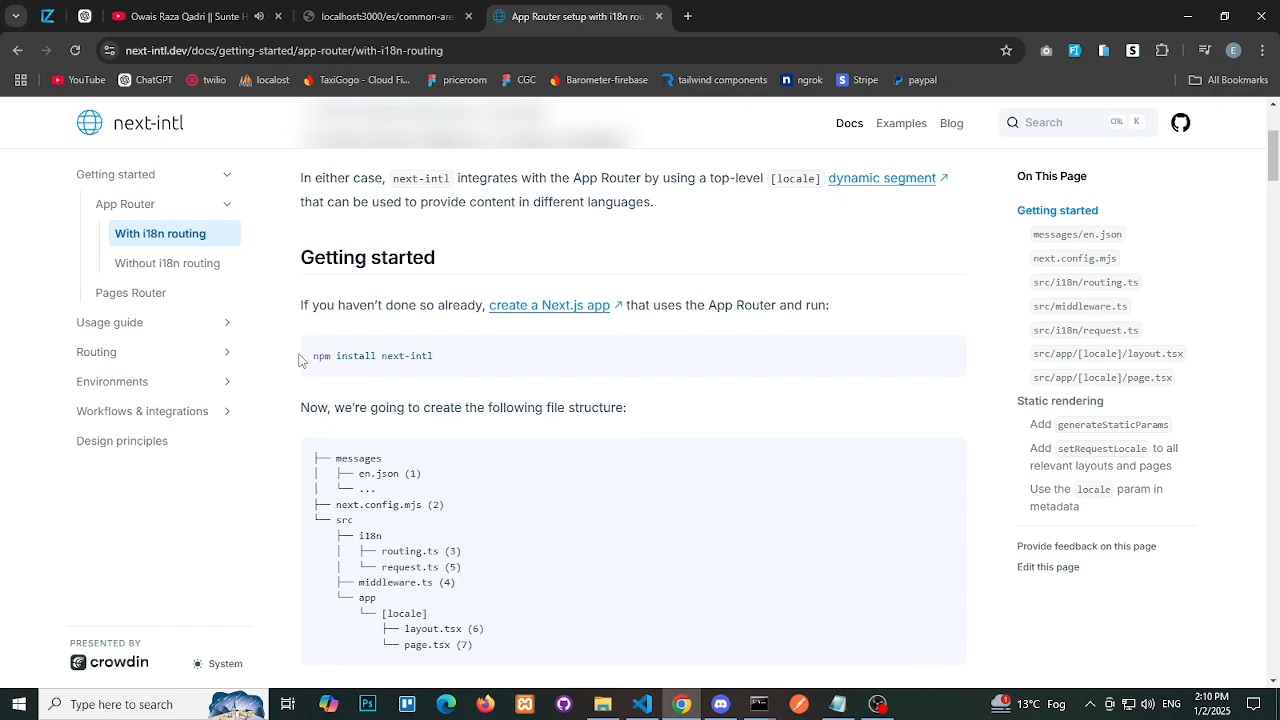 Owais Raza Qadri || Sunte H
localhost:3000/es/common-are
App Router setup with i18n rou
next-intl.dev/docs/getting-started/app-router/with-i18n-routing
E
YouTube
ChatGPT
twilio
localost
TaxiGogo - Cloud Fi...
priceroom
CGC
Barometer-firebase
tailwind components
ngrok
Stripe
paypal
All Bookmarks
next-intl
Docs
Examples
Blog
Search
CTRL K
Getting started
App Router
With i18n routing
Without i18n routing
Pages Router
Usage guide
Routing
Environments
Workflows & integrations
Design principles
PRESENTED BY
crowdin
System
In either case, next-intl integrates with the App Router by using a top-level [locale] dynamic segment ↗
that can be used to provide content in different languages.
Getting started
If you haven’t done so already, create a Next.js app ↗ that uses the App Router and run:
npm install next-intl
Now, we’re going to create the following file structure:
├── messages
│   ├── en.json (1)
│   └── ...
├── next.config.mjs (2)
└── src
    ├── i18n
    │   ├── routing.ts (3)
    │   └── request.ts (5)
    ├── middleware.ts (4)
    └── app
        └── [locale]
            ├── layout.tsx (6)
            └── page.tsx (7)
On This Page
Getting started
messages/en.json
next.config.mjs
src/i18n/routing.ts
src/middleware.ts
src/i18n/request.ts
src/app/[locale]/layout.tsx
src/app/[locale]/page.tsx
Static rendering
Add generateStaticParams
Add setRequestLocale to all
relevant layouts and pages
Use the locale param in
metadata
Provide feedback on this page
Edit this page
Type here to search
Ps
1
13°C Fog
ENG
2:10 PM
1/2/2025